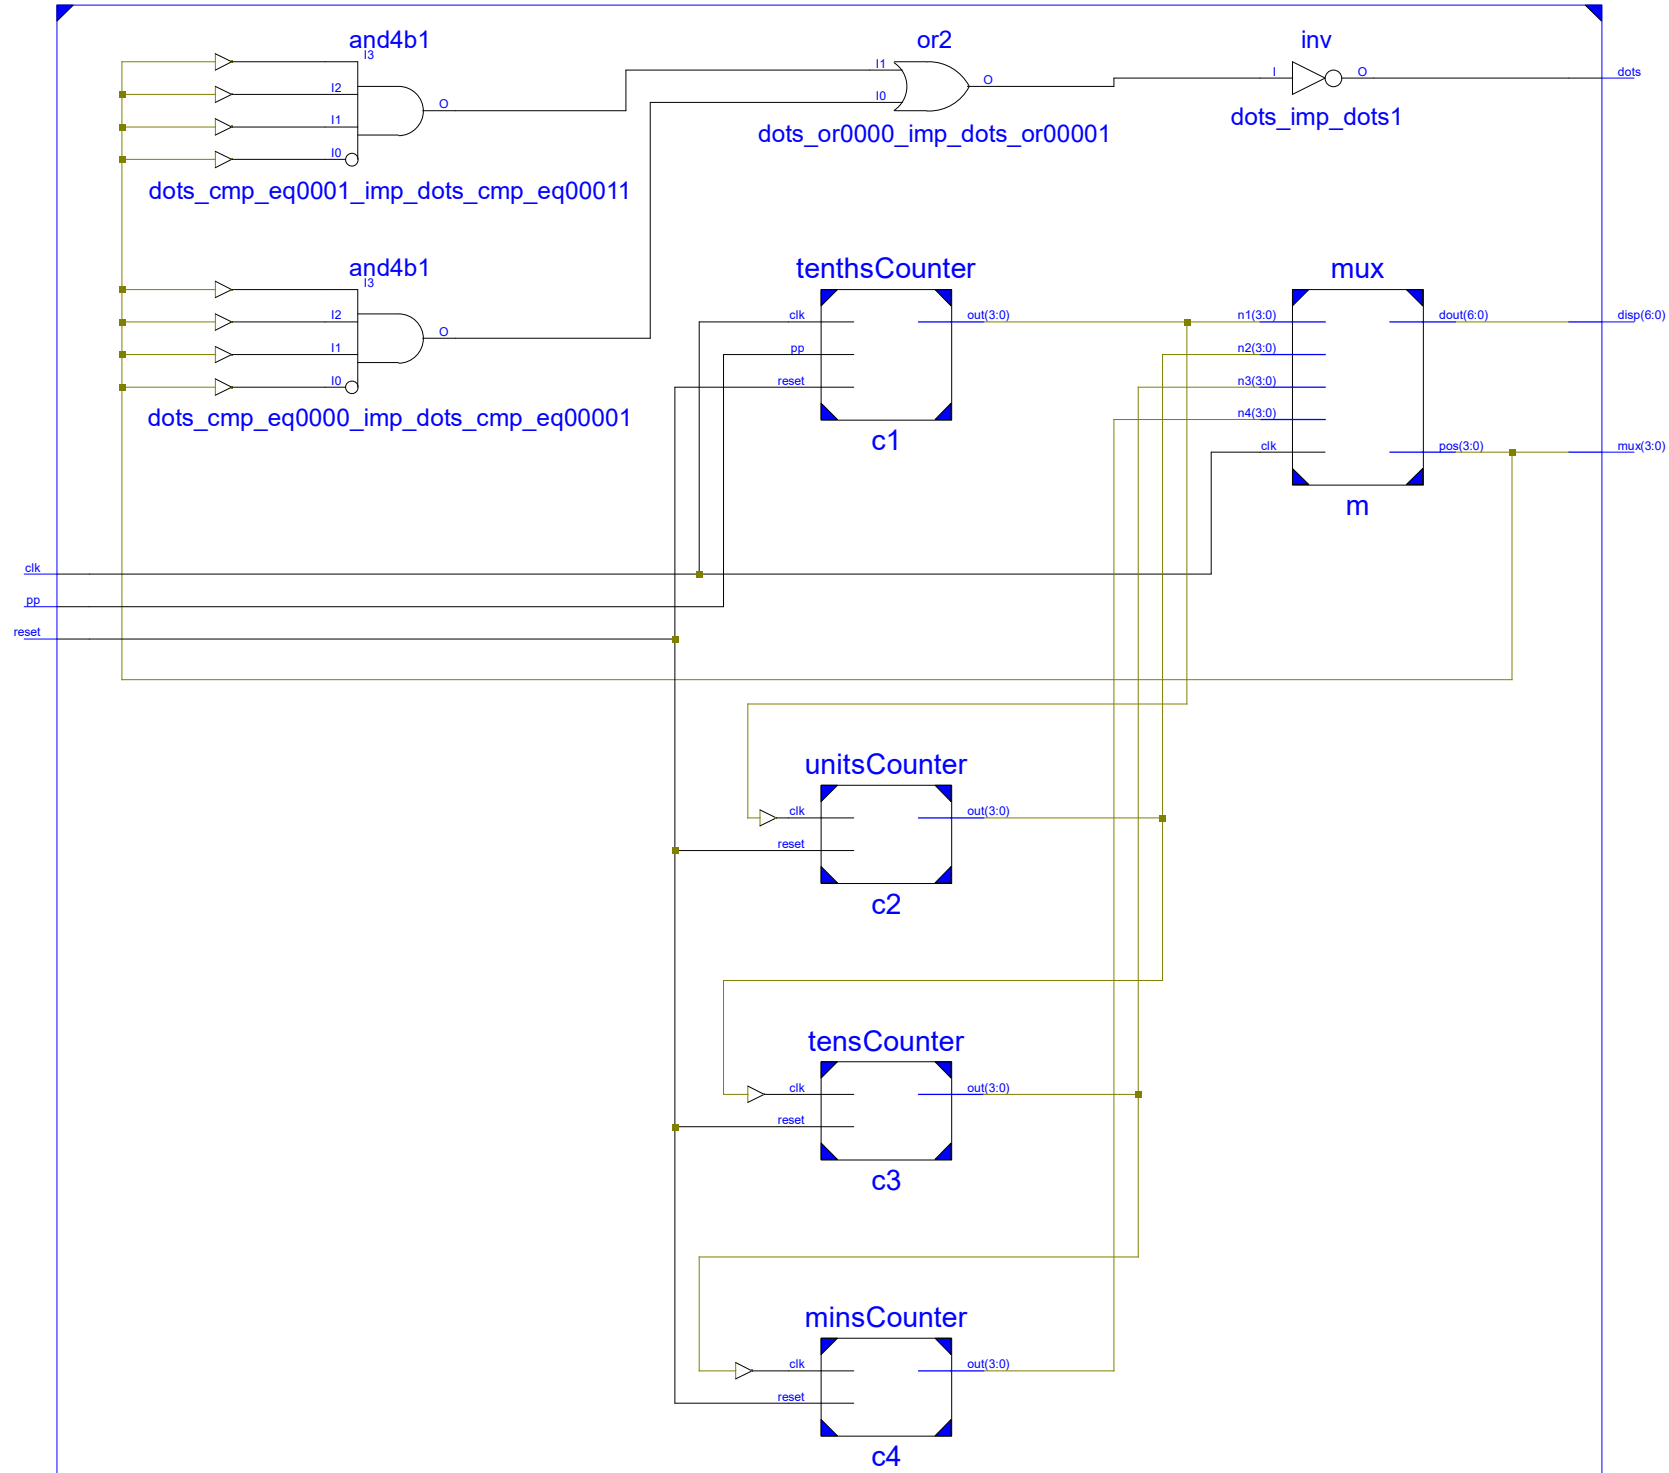 and4b1
I3
I2
I1
I0
O
dots_cmp_eq0001_imp_dots_cmp_eq00011
or2
I1
I0
O
dots_or0000_imp_dots_or00001
inv
I
O
dots_imp_dots1
dots
and4b1
I3
I2
I1
I0
O
dots_cmp_eq0000_imp_dots_cmp_eq00001
tenthsCounter
clk
pp
reset
out(3:0)
c1
mux
n1(3:0)
n2(3:0)
n3(3:0)
n4(3:0)
clk
dout(6:0)
pos(3:0)
m
disp(6:0)
mux(3:0)
clk
pp
reset
unitsCounter
clk
reset
out(3:0)
c2
tensCounter
clk
reset
out(3:0)
c3
minsCounter
clk
reset
out(3:0)
c4